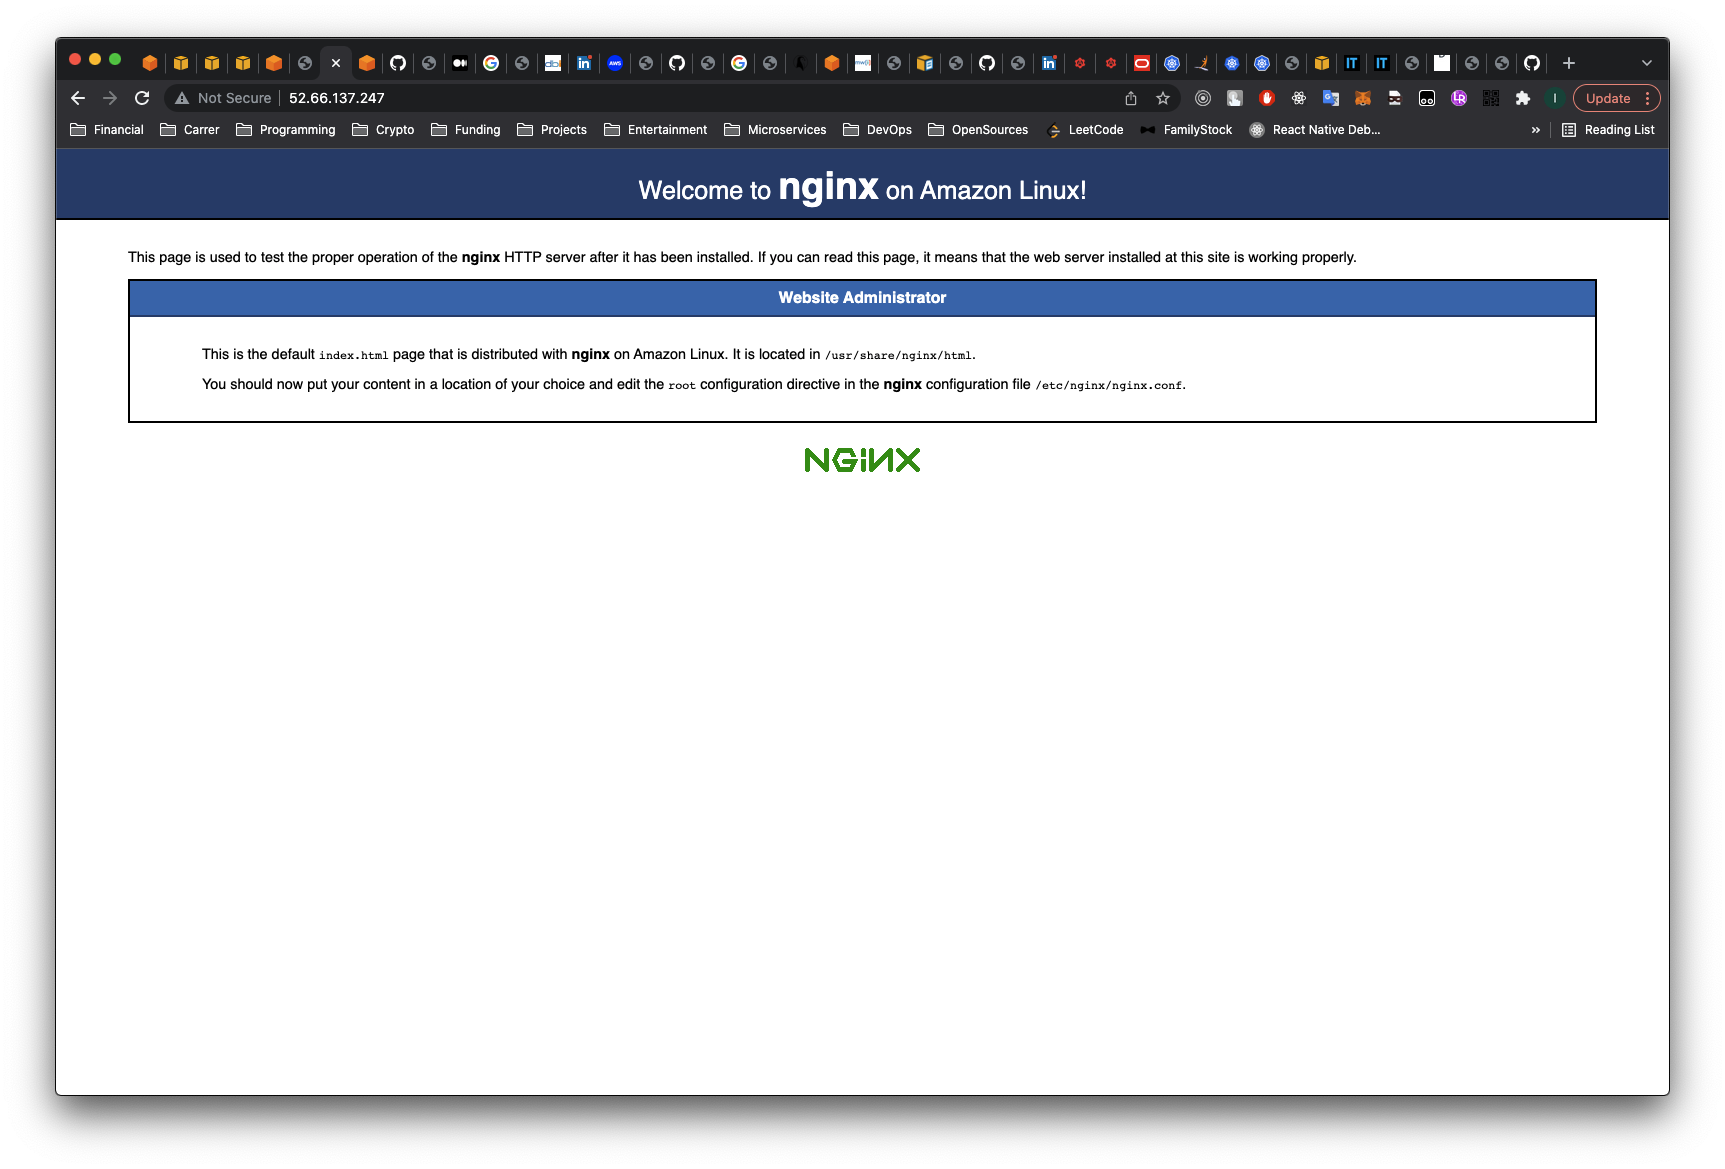 Not Secure 52.66.137.247 Update
Financial Carrer Programming Crypto Funding Projects Entertainment Microservices DevOps OpenSources LeetCode FamilyStock React Native Deb... » Reading List
Welcome to nginx on Amazon Linux!
This page is used to test the proper operation of the nginx HTTP server after it has been installed. If you can read this page, it means that the web server installed at this site is working properly.
Website Administrator
This is the default index.html page that is distributed with nginx on Amazon Linux. It is located in /usr/share/nginx/html.
You should now put your content in a location of your choice and edit the root configuration directive in the nginx configuration file /etc/nginx/nginx.conf.
NGINX